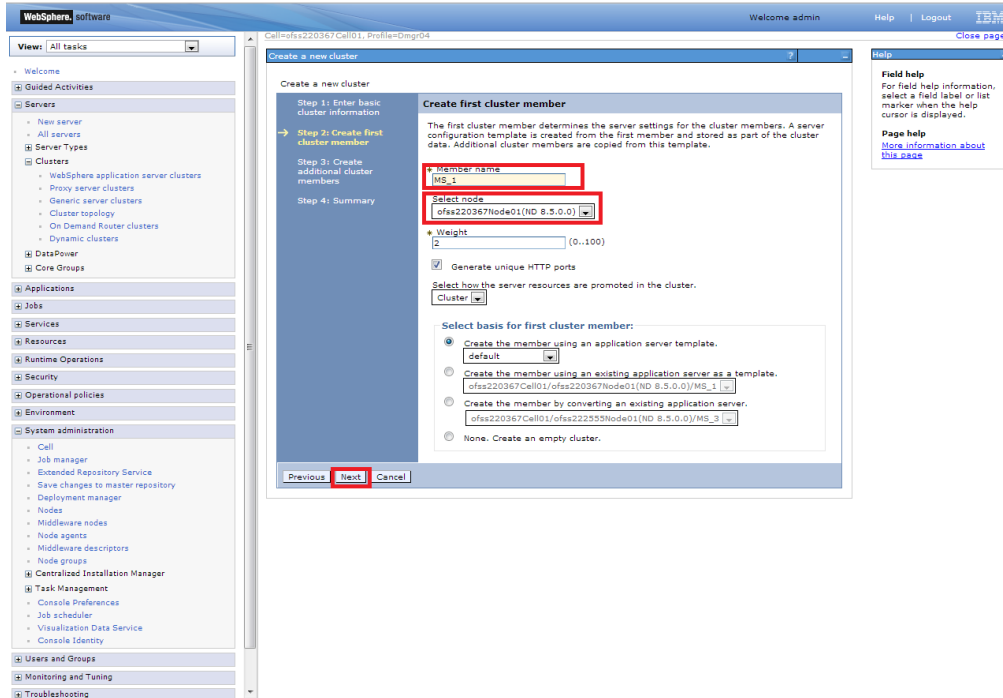 WebSphere. software
Welcome admin
Help | Logout
IBM
View: All tasks
Welcome
Guided Activities
Servers
New server
All servers
Server Types
Clusters
WebSphere application server clusters
Proxy server clusters
Generic server clusters
Cluster topology
On Demand Router clusters
Dynamic clusters
DataPower
Core Groups
Applications
Jobs
Services
Resources
Runtime Operations
Security
Operational policies
Environment
System administration
Cell
Job manager
Extended Repository Service
Save changes to master repository
Deployment manager
Nodes
Middleware nodes
Node agents
Middleware descriptors
Node groups
Centralized Installation Manager
Task Management
Console Preferences
Job scheduler
Visualization Data Service
Console Identity
Users and Groups
Monitoring and Tuning
Troubleshooting
Cell=ofss220367Cell01, Profile=Dmgr04
Close page
Create a new cluster
? –
Create a new cluster
Step 1: Enter basic
cluster information
→ Step 2: Create first
cluster member
Step 3: Create
additional cluster
members
Step 4: Summary
Create first cluster member
The first cluster member determines the server settings for the cluster members. A server
configuration template is created from the first member and stored as part of the cluster
data. Additional cluster members are copied from this template.
* Member name
MS_1
Select node
ofss220367Node01(ND 8.5.0.0)
* Weight
2 (0..100)
Generate unique HTTP ports
Select how the server resources are promoted in the cluster.
Cluster
Select basis for first cluster member:
Create the member using an application server template.
default
Create the member using an existing application server as a template.
ofss220367Cell01/ofss220367Node01(ND 8.5.0.0)/MS_1
Create the member by converting an existing application server.
ofss220367Cell01/ofss222555Node01(ND 8.5.0.0)/MS_3
None. Create an empty cluster.
Previous Next Cancel
Help
Field help
For field help information,
select a field label or list
marker when the help
cursor is displayed.
Page help
More information about
this page